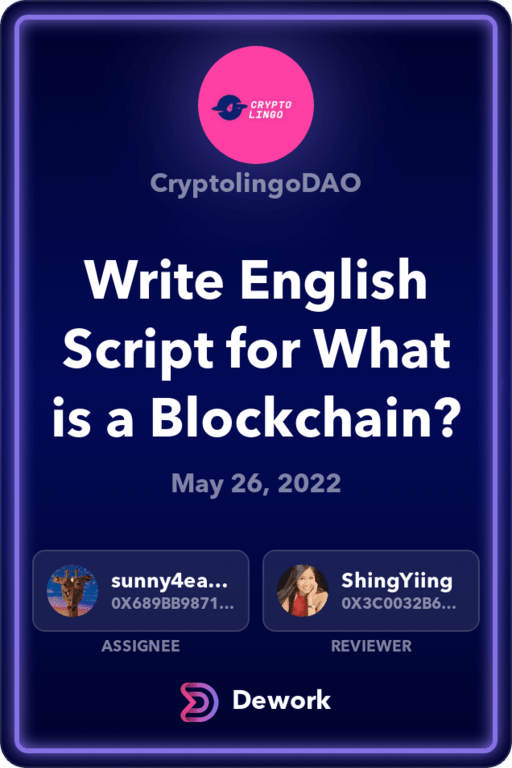 CRYPTO
LINGO
CryptolingoDAO
Write English
Script for What
is a Blockchain?
May 26, 2022
sunny4ea...
0X689BB9871...
ASSIGNEE
ShingYiing
0X3C0032B6...
REVIEWER
Dework